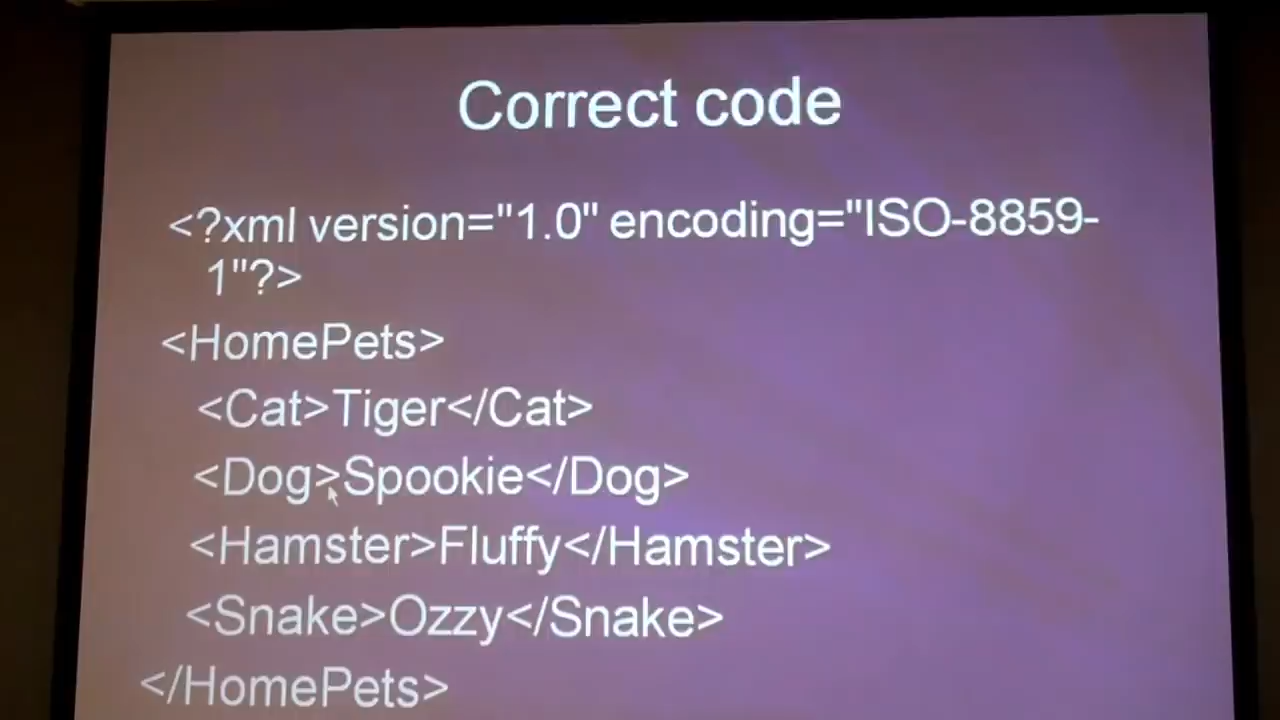 Correct code
<?xml version="1.0" encoding="ISO-8859-
1"?>
<HomePets>
<Cat>Tiger</Cat>
<Dog>Spookie</Dog>
<Hamster>Fluffy</Hamster>
<Snake>Ozzy</Snake>
</HomePets>